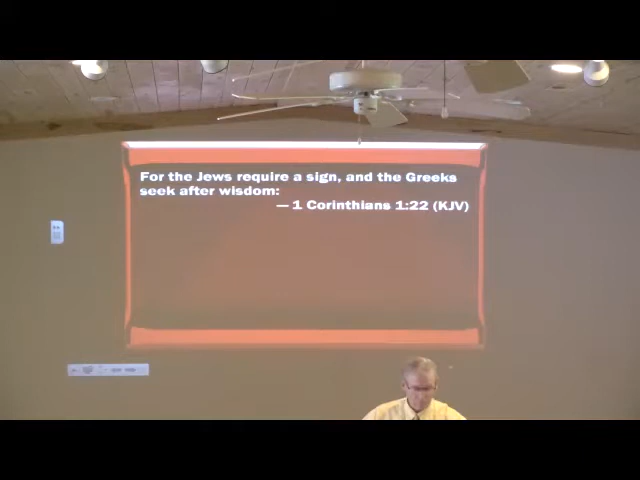 For the Jews require a sign, and the Greeks
seek after wisdom:
— 1 Corinthians 1:22 (KJV)